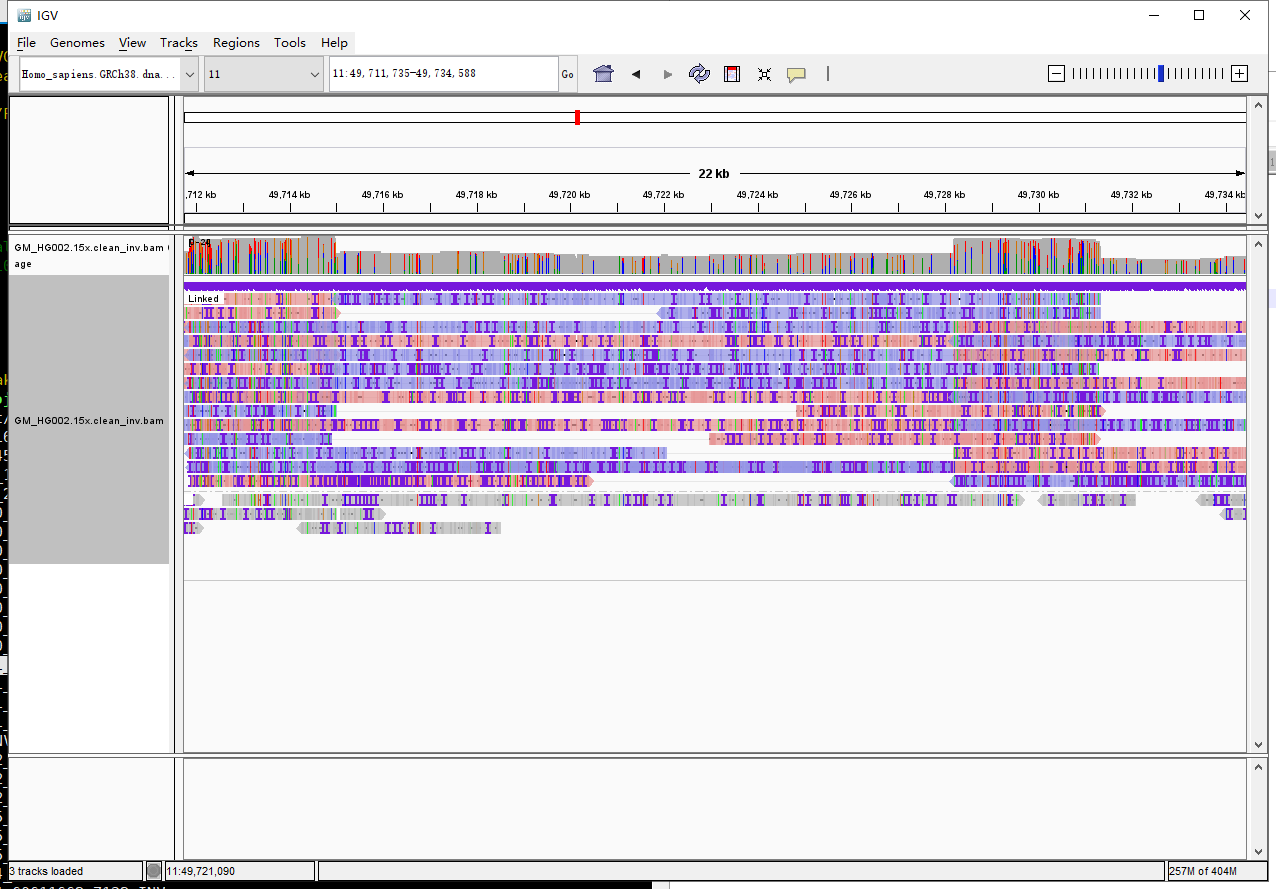 IGV
File Genomes View Tracks Regions Tools Help
Homo_sapiens.GRCh38.dna... 11 11:49,711,735-49,734,588 Go
22 kb
,712 kb 49,714 kb 49,716 kb 49,718 kb 49,720 kb 49,722 kb 49,724 kb 49,726 kb 49,728 kb 49,730 kb 49,732 kb 49,734 kb
GM_HG002.15x.clean_inv.bam
age
Linked
GM_HG002.15x.clean_inv.bam
3 tracks loaded 11:49,721,090 257M of 404M